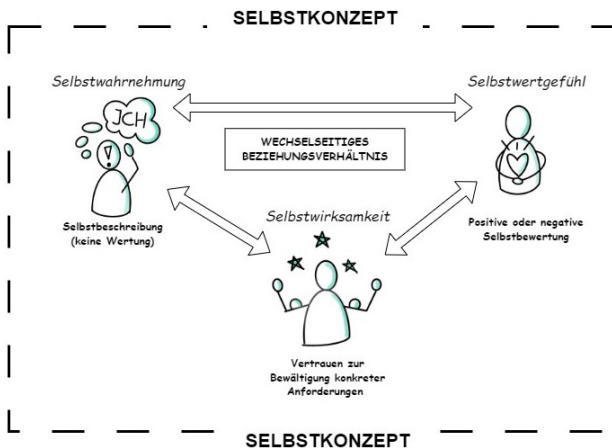 SELBSTKONZEPT
Selbstwahrnehmung
Selbstwertgefühl
ICH
WECHSELSEITIGES
BEZIEHUNGSVERHÄLTNIS
Selbstbeschreibung
(keine Wertung)
Selbstwirksamkeit
Positive oder negative
Selbstbewertung
Vertrauen zur
Bewältigung konkreter
Anforderungen
SELBSTKONZEPT